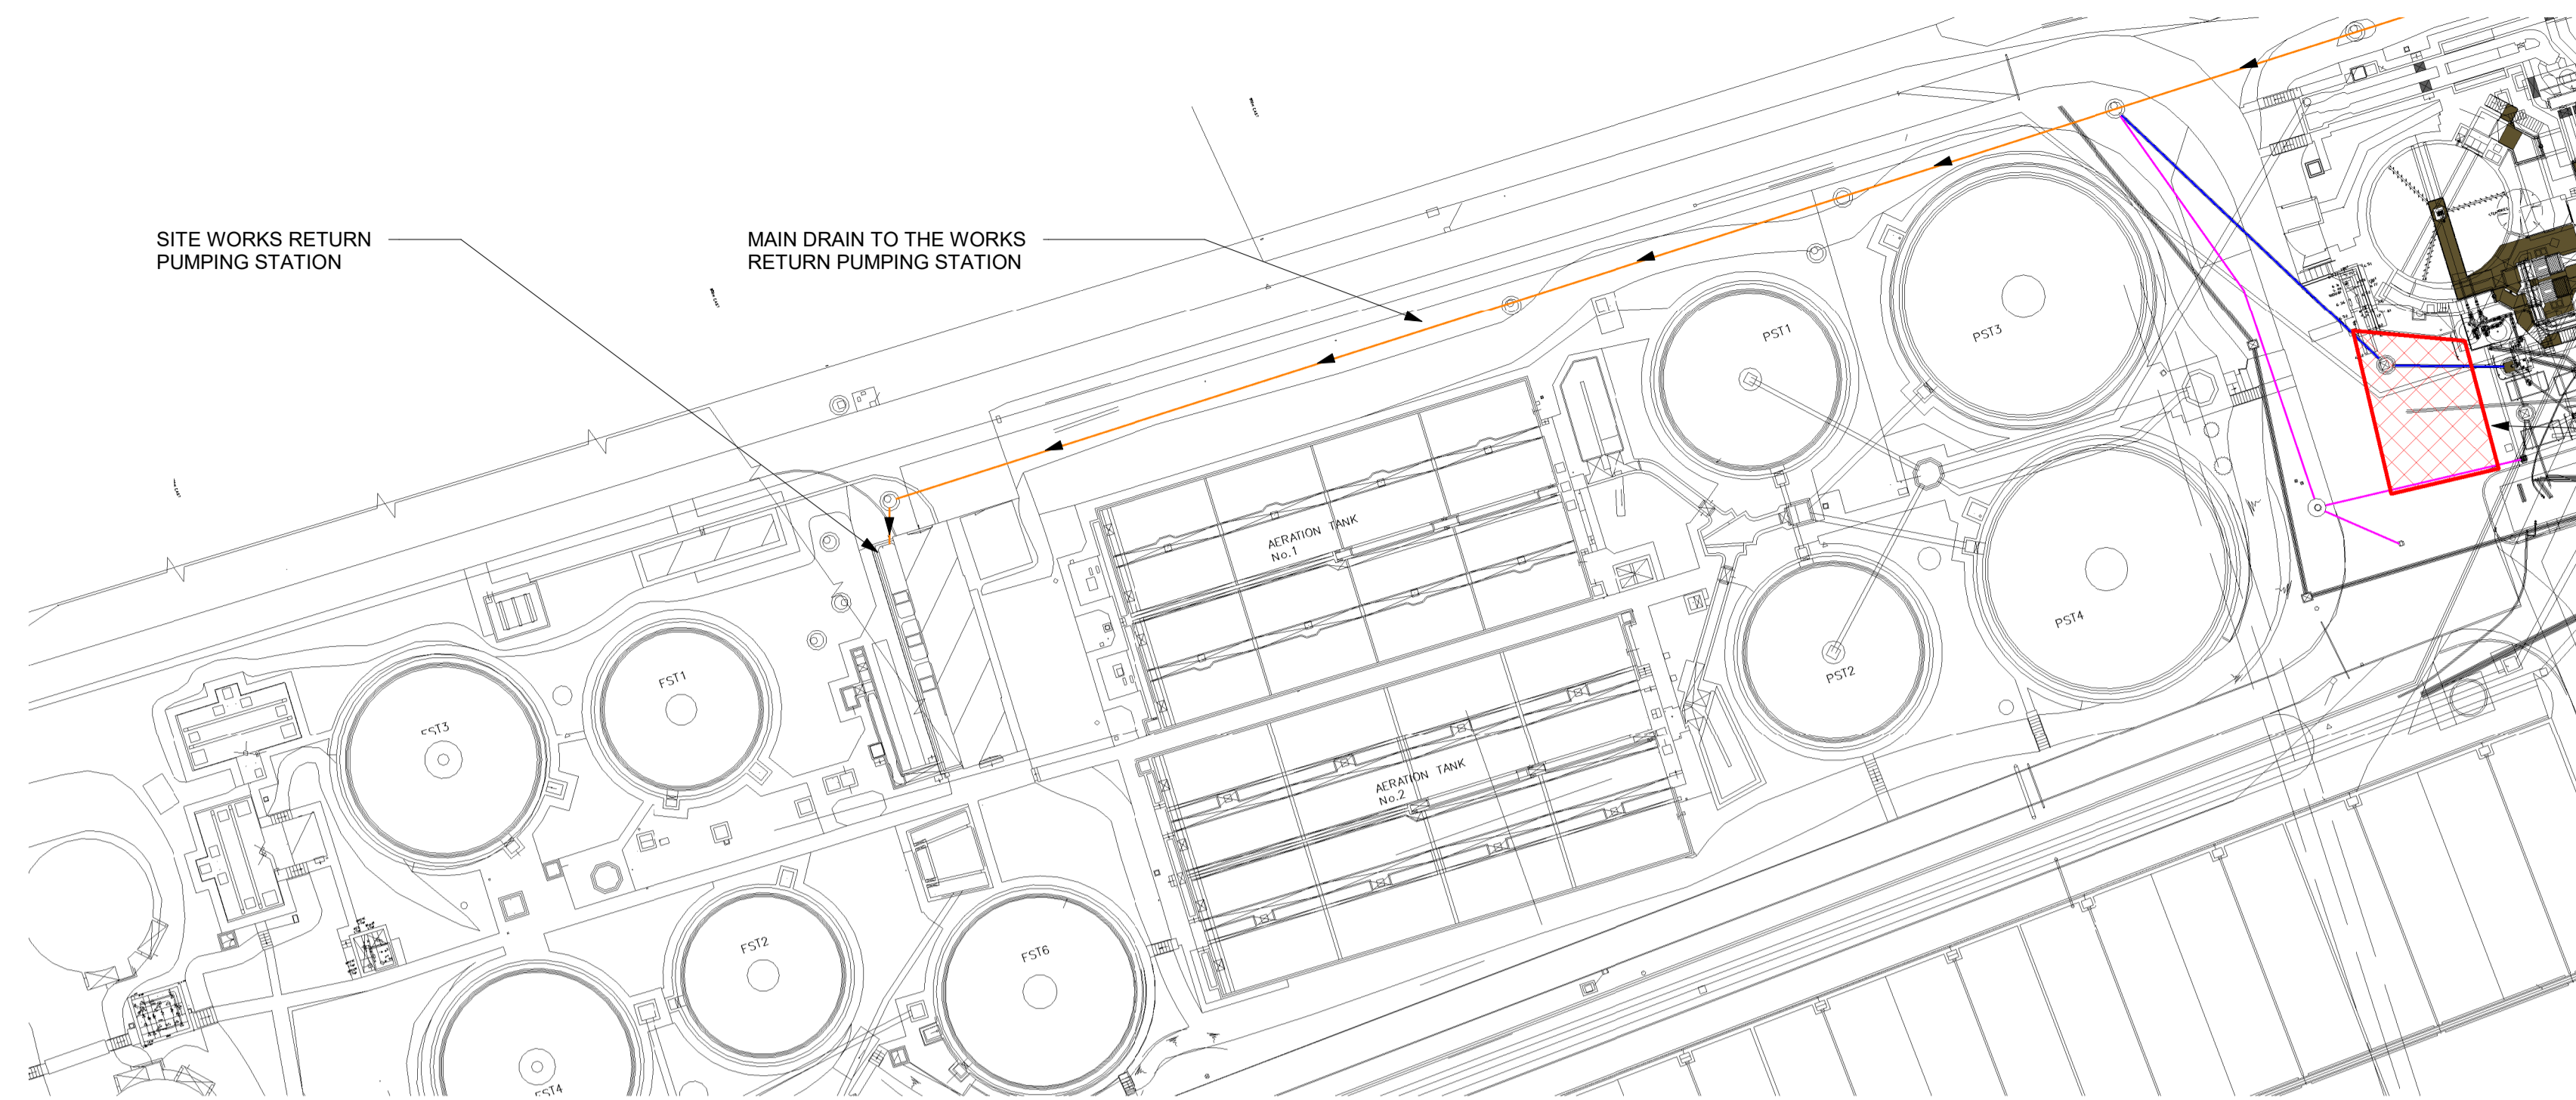 SITE WORKS RETURN
PUMPING STATION
MAIN DRAIN TO THE WORKS
RETURN PUMPING STATION
PST1
PST3
AERATION TANK
No.1
PST4
PST2
FST1
FST3
AERATION TANK
No.2
FST2
FST6
FST4